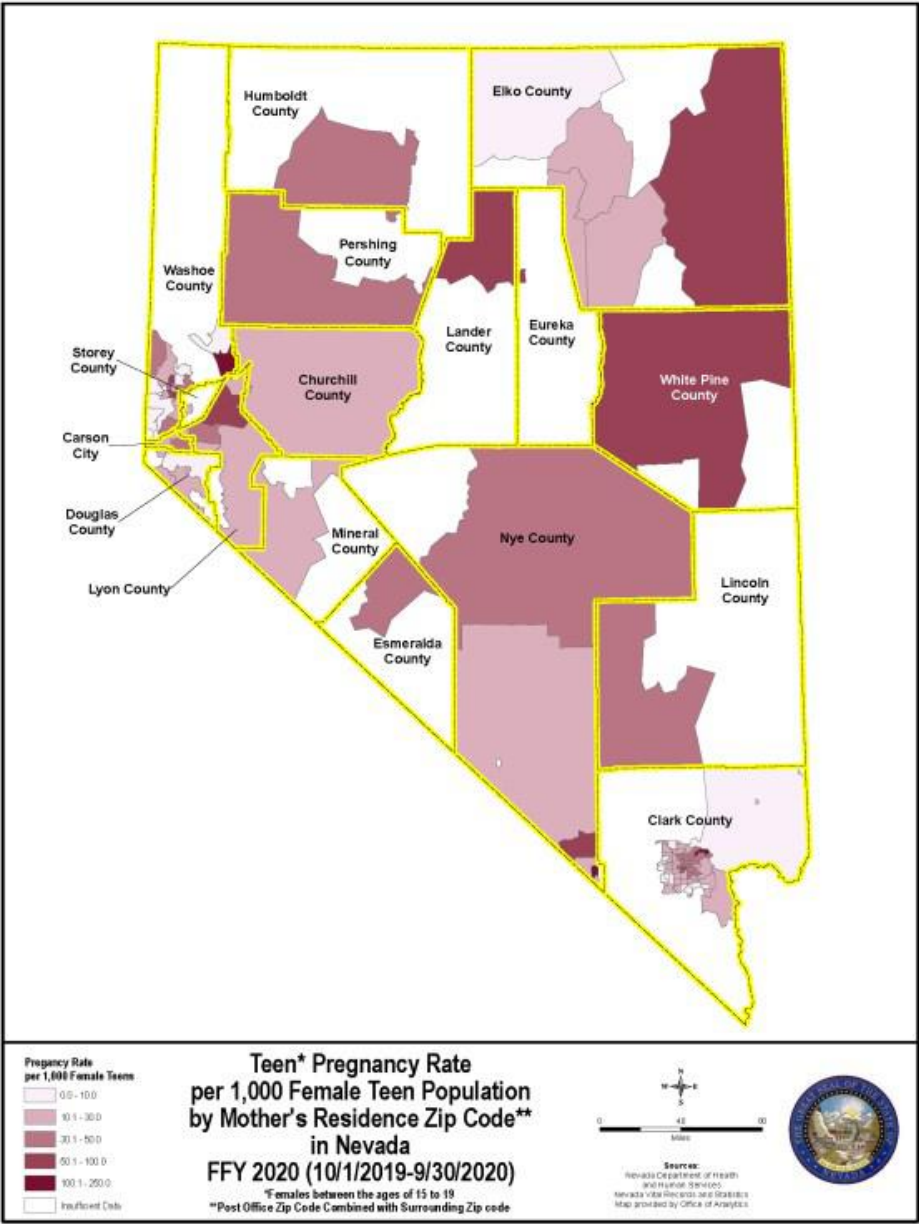 Humboldt
County
Elko County
Pershing
County
Washoe
County
Lander
County
Eureka
County
Storey
County
Churchill
County
White Pine
County
Carson
City
Douglas
County
Mineral
County
Nye County
Lyon County
Lincoln
County
Esmeralda
County
Clark County
Pregancy Rate
per 1,000 Female Teens
0.0 - 10.0
10.1 - 30.0
30.1 - 50.0
50.1 - 100.0
100.1 - 250.0
Insufficent Data
Teen* Pregnancy Rate
per 1,000 Female Teen Population
by Mother's Residence Zip Code**
in Nevada
FFY 2020 (10/1/2019-9/30/2020)
*Females between the ages of 15 to 19
**Post Office Zip Code Combined with Surrounding Zip code
N
W E
S
0 40 80
Miles
Sources:
Nevada Department of Health
and Human Services
Nevada Vital Records and Statistics
Map provided by Office of Analytics
NEVADA